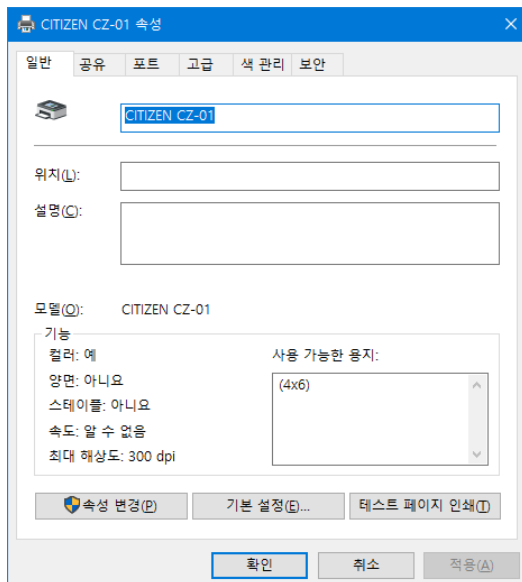 CITIZEN CZ-01 속성
일반 공유 포트 고급 색 관리 보안
CITIZEN CZ-01
위치(L):
설명(C):
모델(O): CITIZEN CZ-01
기능
컬러: 예
사용 가능한 용지:
양면: 아니요
(4x6)
스테이플: 아니요
속도: 알 수 없음
최대 해상도: 300 dpi
속성 변경(P) 기본 설정(E)... 테스트 페이지 인쇄(T)
확인 취소 적용(A)